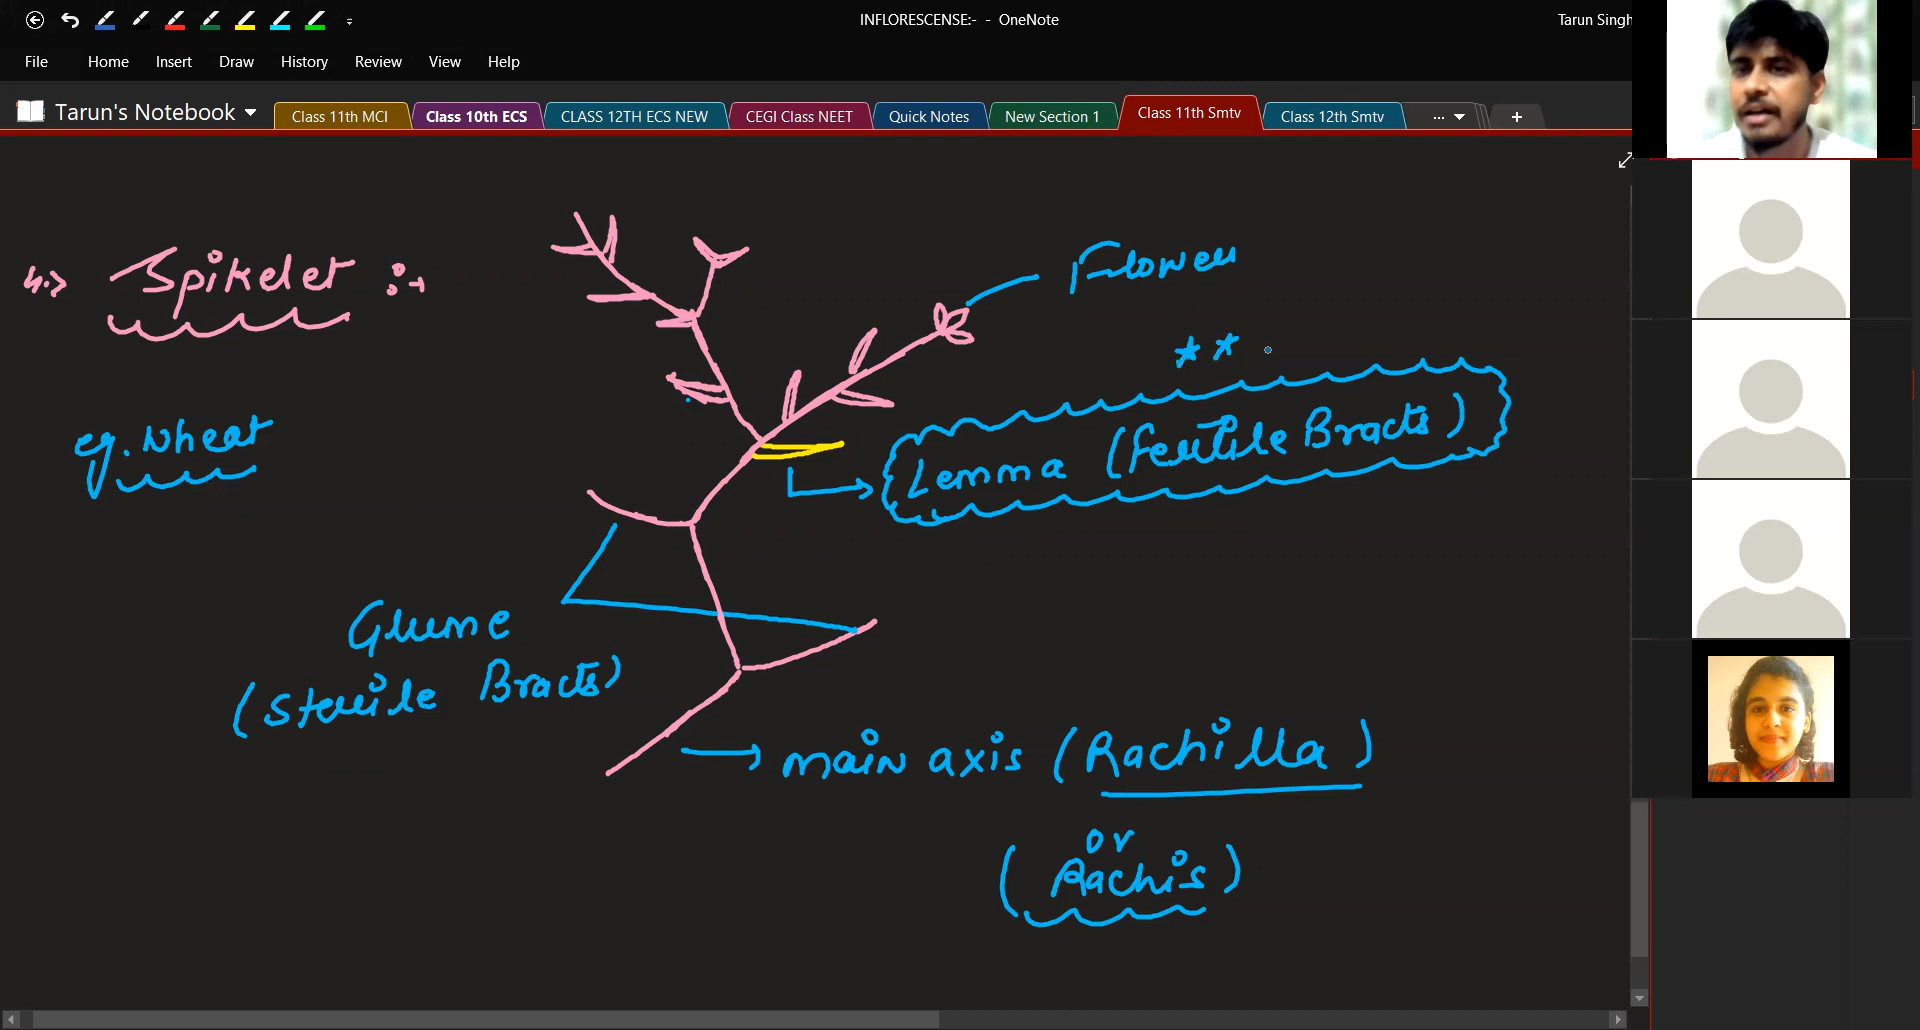 INFLORESCENSE:- - OneNote
Tarun Singh
File Home Insert Draw History Review View Help
Tarun's Notebook
Class 11th MCI Class 10th ECS CLASS 12TH ECS NEW CEGI Class NEET Quick Notes New Section 1 Class 11th Smtv Class 12th Smtv ... +
4.> Spikelet :→
Flower
**
eg. Wheat
Lemma (Fertile Bracts)
Glume
(Sterile Bracts)
→ main axis (Rachilla)
or
(Rachis)